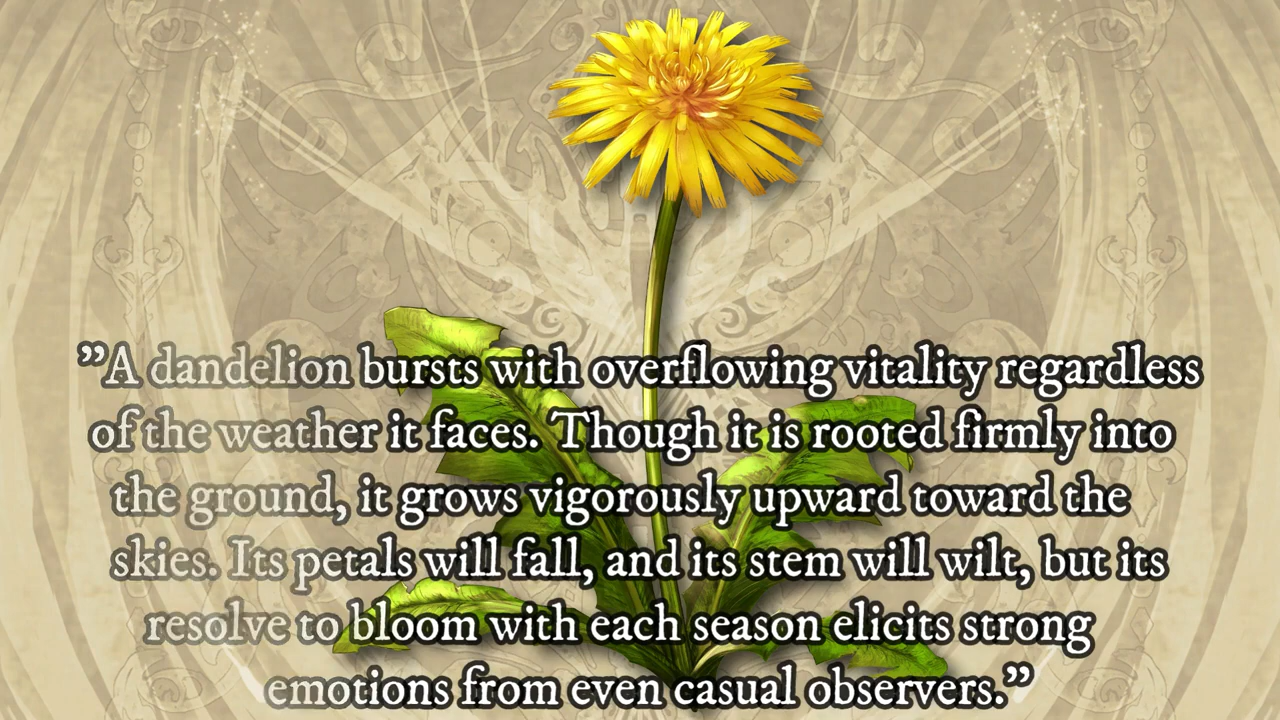 ”A dandelion bursts with overflowing vitality regardless
of the weather it faces. Though it is rooted firmly into
the ground, it grows vigorously upward toward the
skies. Its petals will fall, and its stem will wilt, but its
resolve to bloom with each season elicits strong
emotions from even casual observers.”